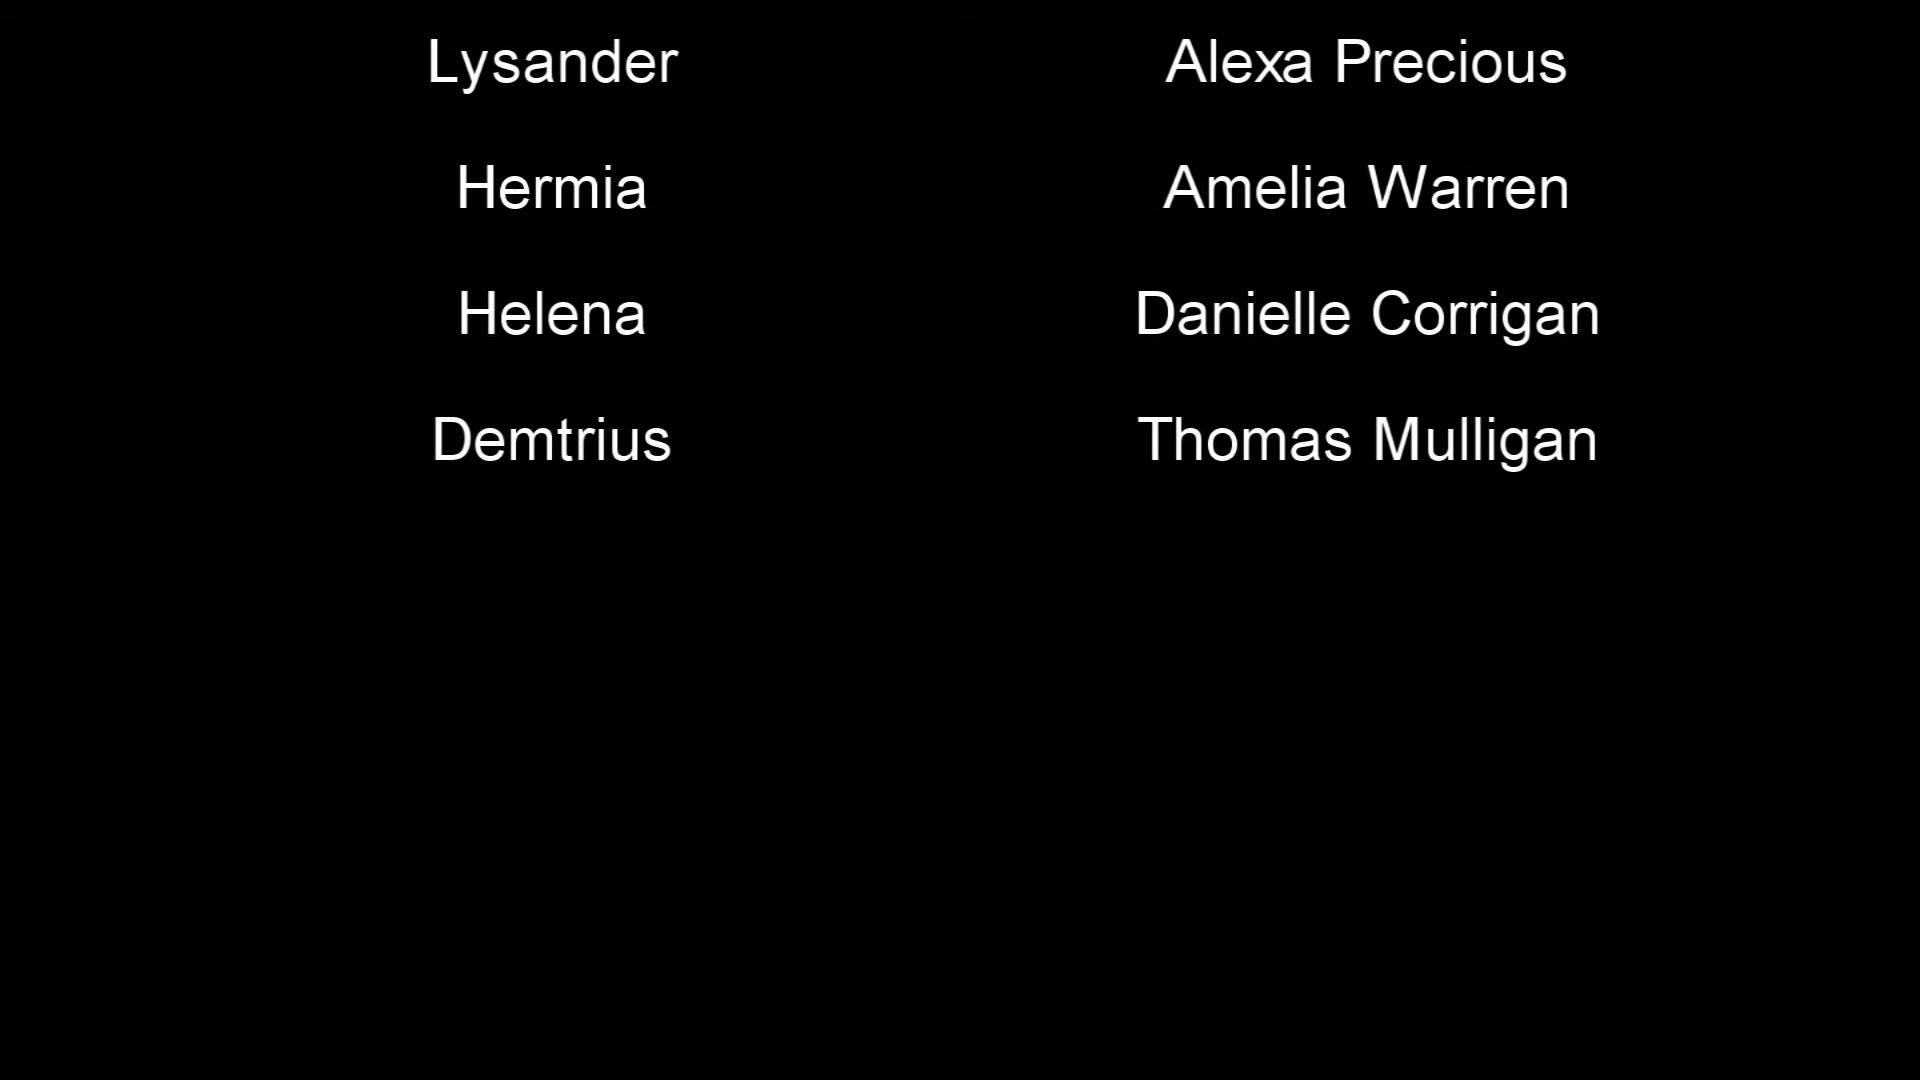 Lysander Alexa Precious
Hermia Amelia Warren
Helena Danielle Corrigan
Demtrius Thomas Mulligan